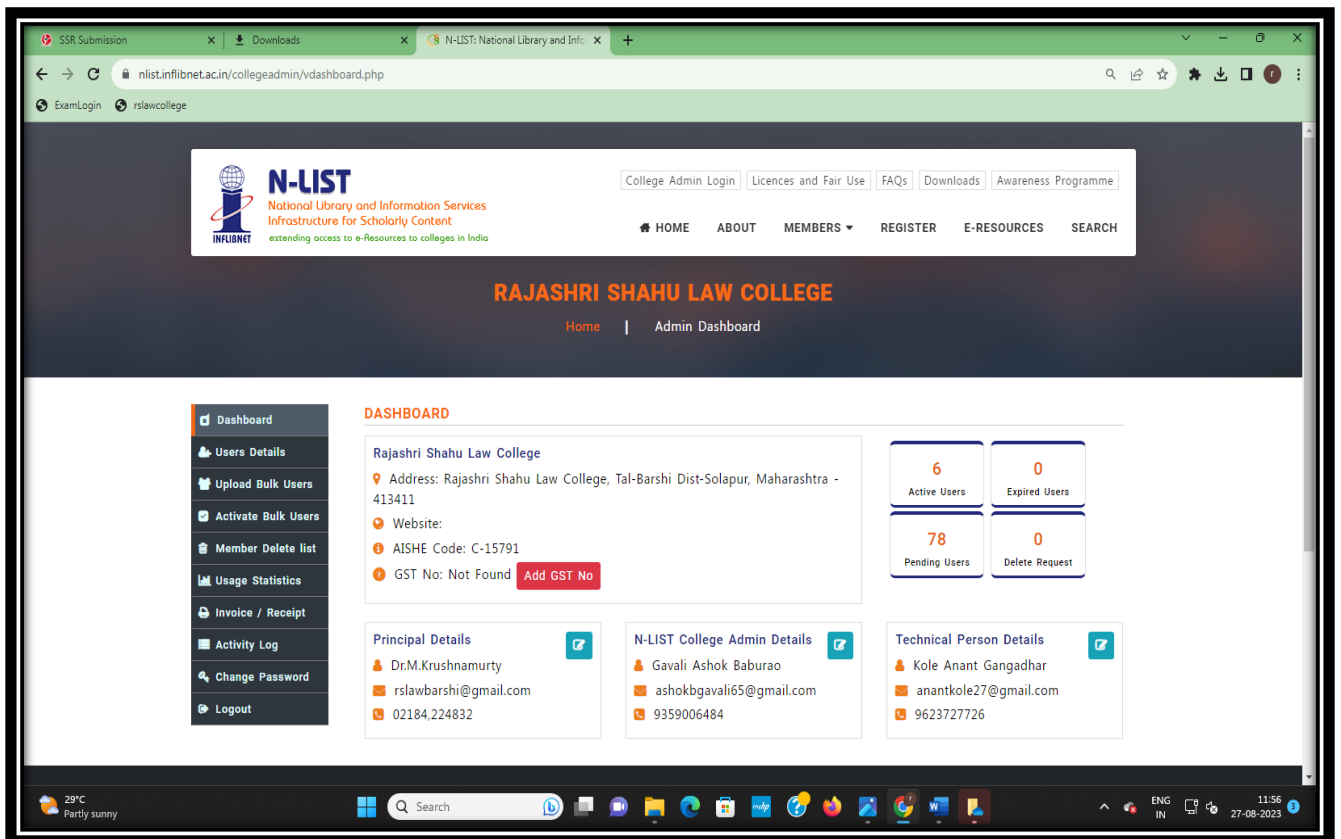 SSR Submission
Downloads
N-LIST: National Library and Info
nlist.inflibnet.ac.in/collegeadmin/vdashboard.php
r
ExamLogin
rslawcollege
INFLIBNET
N-LIST
National Library and Information Services
Infrastructure for Scholarly Content
extending access to e-Resources to colleges in India
College Admin Login
Licences and Fair Use
FAQs
Downloads
Awareness Programme
HOME
ABOUT
MEMBERS
REGISTER
E-RESOURCES
SEARCH
RAJASHRI SHAHU LAW COLLEGE
Home | Admin Dashboard
Dashboard
Users Details
Upload Bulk Users
Activate Bulk Users
Member Delete list
Usage Statistics
Invoice / Receipt
Activity Log
Change Password
Logout
DASHBOARD
Rajashri Shahu Law College
Address: Rajashri Shahu Law College, Tal-Barshi Dist-Solapur, Maharashtra -
413411
Website:
AISHE Code: C-15791
GST No: Not Found Add GST No
6
Active Users
0
Expired Users
78
Pending Users
0
Delete Request
Principal Details
Dr.M.Krushnamurty
rslawbarshi@gmail.com
02184,224832
N-LIST College Admin Details
Gavali Ashok Baburao
ashokbgavali65@gmail.com
9359006484
Technical Person Details
Kole Anant Gangadhar
anantkole27@gmail.com
9623727726
29°C
Partly sunny
Search
ENG
IN
11:56
27-08-2023
3